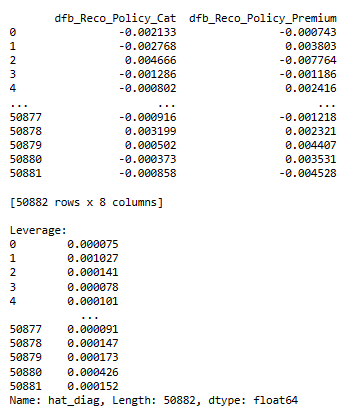 dfb_Reco_Policy_Cat dfb_Reco_Policy_Premium
0 -0.002133 -0.000743
1 -0.002768 0.003803
2 0.004666 -0.007764
3 -0.001286 -0.001186
4 -0.000802 0.002416
... ... ...
50877 -0.000916 -0.001218
50878 0.003199 0.002321
50879 0.000502 0.004407
50880 -0.000373 0.003531
50881 -0.000858 -0.004528
[50882 rows x 8 columns]
Leverage:
0 0.000075
1 0.001027
2 0.000141
3 0.000078
4 0.000101
...
50877 0.000091
50878 0.000147
50879 0.000173
50880 0.000426
50881 0.000152
Name: hat_diag, Length: 50882, dtype: float64